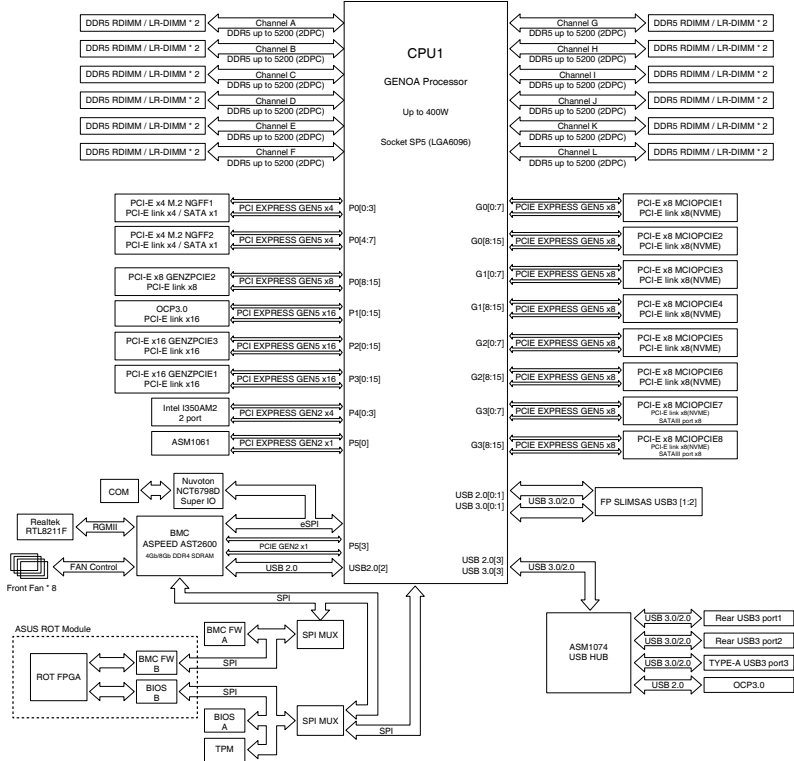 DDR5 RDIMM / LR-DIMM * 2
Channel A
DDR5 up to 5200 (2DPC)
DDR5 RDIMM / LR-DIMM * 2
Channel B
DDR5 up to 5200 (2DPC)
DDR5 RDIMM / LR-DIMM * 2
Channel C
DDR5 up to 5200 (2DPC)
DDR5 RDIMM / LR-DIMM * 2
Channel D
DDR5 up to 5200 (2DPC)
DDR5 RDIMM / LR-DIMM * 2
Channel E
DDR5 up to 5200 (2DPC)
DDR5 RDIMM / LR-DIMM * 2
Channel F
DDR5 up to 5200 (2DPC)
CPU1
GENOA Processor
Up to 400W
Socket SP5 (LGA6096)
Channel G
DDR5 up to 5200 (2DPC)
DDR5 RDIMM / LR-DIMM * 2
Channel H
DDR5 up to 5200 (2DPC)
DDR5 RDIMM / LR-DIMM * 2
Channel I
DDR5 up to 5200 (2DPC)
DDR5 RDIMM / LR-DIMM * 2
Channel J
DDR5 up to 5200 (2DPC)
DDR5 RDIMM / LR-DIMM * 2
Channel K
DDR5 up to 5200 (2DPC)
DDR5 RDIMM / LR-DIMM * 2
Channel L
DDR5 up to 5200 (2DPC)
DDR5 RDIMM / LR-DIMM * 2
PCI-E x4 M.2 NGFF1
PCI-E link x4 / SATA x1
PCI EXPRESS GEN5 x4
P0[0:3]
PCI-E x4 M.2 NGFF2
PCI-E link x4 / SATA x1
PCI EXPRESS GEN5 x4
P0[4:7]
PCI-E x8 GENZPCIE2
PCI-E link x8
PCI EXPRESS GEN5 x8
P0[8:15]
OCP3.0
PCI-E link x16
PCI EXPRESS GEN5 x16
P1[0:15]
PCI-E x16 GENZPCIE3
PCI-E link x16
PCI EXPRESS GEN5 x16
P2[0:15]
PCI-E x16 GENZPCIE1
PCI-E link x16
PCI EXPRESS GEN5 x16
P3[0:15]
Intel I350AM2
2 port
PCI EXPRESS GEN2 x4
P4[0:3]
ASM1061
PCI EXPRESS GEN2 x1
P5[0]
G0[0:7]
PCIE EXPRESS GEN5 x8
PCI-E x8 MCIOPCIE1
PCI-E link x8(NVME)
G0[8:15]
PCIE EXPRESS GEN5 x8
PCI-E x8 MCIOPCIE2
PCI-E link x8(NVME)
G1[0:7]
PCIE EXPRESS GEN5 x8
PCI-E x8 MCIOPCIE3
PCI-E link x8(NVME)
G1[8:15]
PCIE EXPRESS GEN5 x8
PCI-E x8 MCIOPCIE4
PCI-E link x8(NVME)
G2[0:7]
PCIE EXPRESS GEN5 x8
PCI-E x8 MCIOPCIE5
PCI-E link x8(NVME)
G2[8:15]
PCIE EXPRESS GEN5 x8
PCI-E x8 MCIOPCIE6
PCI-E link x8(NVME)
G3[0:7]
PCIE EXPRESS GEN5 x8
PCI-E x8 MCIOPCIE7
PCI-E link x8(NVME)
SATAIII port x8
G3[8:15]
PCIE EXPRESS GEN5 x8
PCI-E x8 MCIOPCIE8
PCI-E link x8(NVME)
SATAIII port x8
COM
Nuvoton
NCT6798D
Super IO
eSPI
Realtek
RTL8211F
RGMII
BMC
ASPEED AST2600
4Gb/8Gb DDR4 SDRAM
PCIE GEN2 x1
P5[3]
FAN Control
Front Fan * 8
USB 2.0
USB2.0[2]
USB 2.0[0:1]
USB 3.0[0:1]
USB 3.0/2.0
FP SLIMSAS USB3 [1:2]
USB 2.0[3]
USB 3.0[3]
USB 3.0/2.0
SPI
ASUS ROT Module
BMC FW
A
SPI MUX
ROT FPGA
BMC FW
B
SPI
BIOS
B
SPI
BIOS
A
SPI MUX
SPI
TPM
ASM1074
USB HUB
USB 3.0/2.0
Rear USB3 port1
USB 3.0/2.0
Rear USB3 port2
USB 3.0/2.0
TYPE-A USB3 port3
USB 2.0
OCP3.0